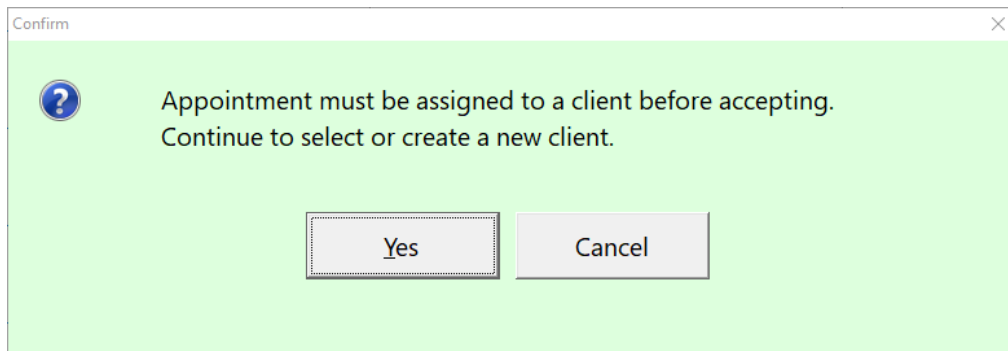 Confirm
Appointment must be assigned to a client before accepting.
Continue to select or create a new client.
Yes
Cancel